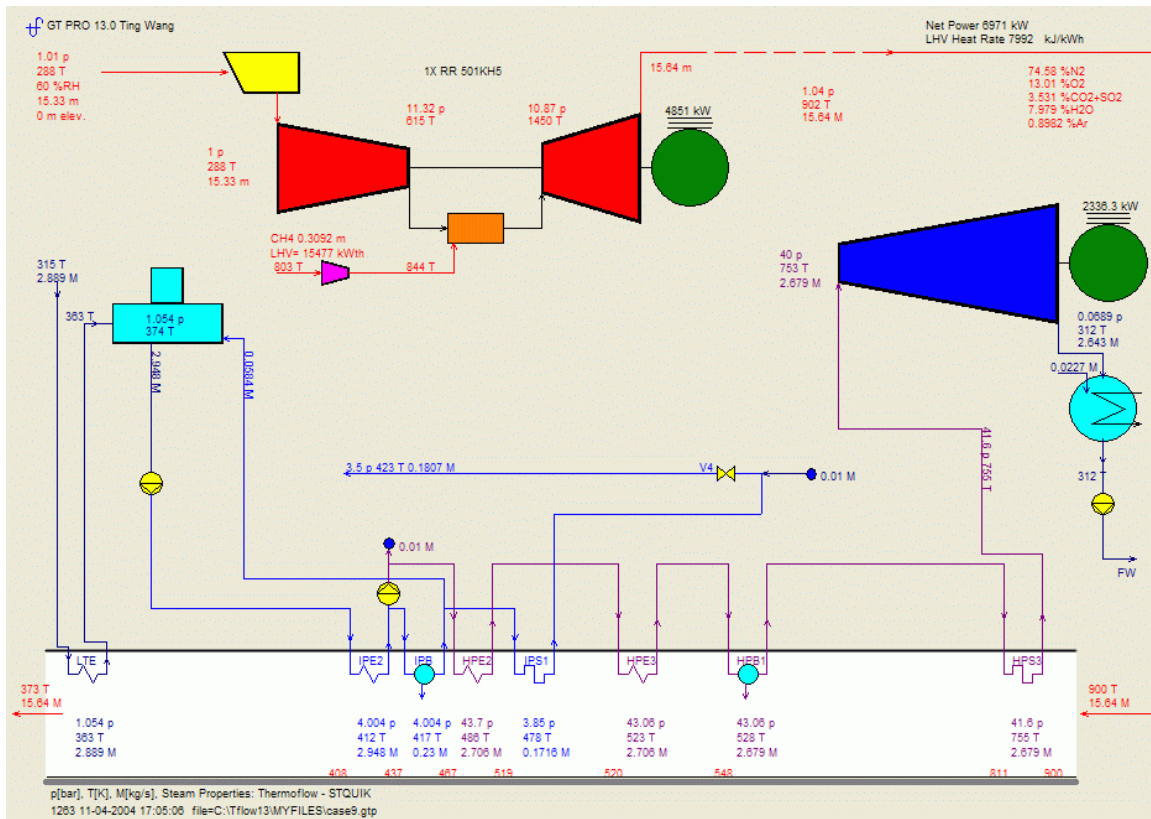 GT PRO 13.0 Ting Wang
Net Power 6971 kW
LHV Heat Rate 7992 kJ/kWh
1.01 p
288 T
60 %RH
15.33 m
0 m elev.
1X RR 501KH5
15.64 m
1.04 p
902 T
15.64 M
74.58 %N2
13.01 %O2
3.531 %CO2+SO2
7.979 %H2O
0.8982 %Ar
11.32 p
615 T
10.87 p
1450 T
4851 kW
1 p
288 T
15.33 m
CH4 0.3092 m
LHV= 15477 kWth
803 T
844 T
2336.3 kW
40 p
753 T
2.679 M
315 T
2.889 M
363 T
1.054 p
374 T
0.0689 p
312 T
2.643 M
0.0227 M
2.948 M
0.0584 M
41.6 p 755 T
3.5 p 423 T 0.1807 M
V4
0.01 M
312 T
0.01 M
FW
LTE
IPE2
IPB
HPE2
IPS1
HPE3
HPB1
HPS3
373 T
15.64 M
900 T
15.64 M
1.054 p
363 T
2.889 M
4.004 p
412 T
2.948 M
4.004 p
417 T
0.23 M
43.7 p
486 T
2.706 M
3.85 p
478 T
0.1716 M
43.06 p
523 T
2.706 M
43.06 p
528 T
2.679 M
41.6 p
755 T
2.679 M
408 437 467 519 520 548 811 900
p[bar], T[K], M[kg/s], Steam Properties: Thermoflow - STQUIK
1263 11-04-2004 17:05:06 file=C:\Tflow13\MYFILES\case9.gtp